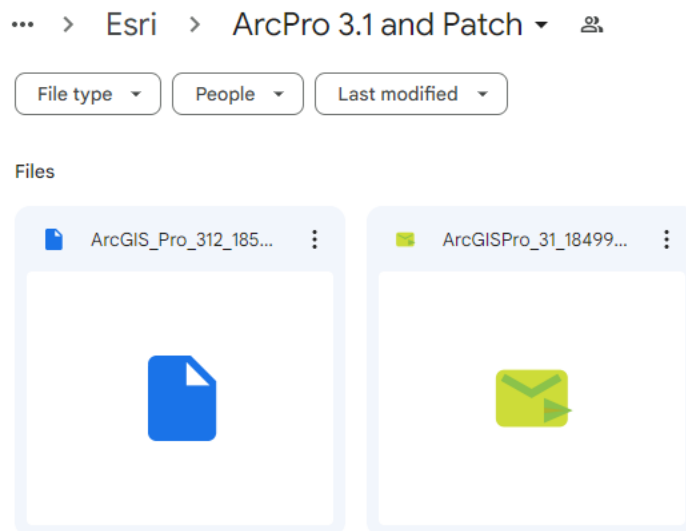 ... > Esri > ArcPro 3.1 and Patch
File type People Last modified
Files
ArcGIS_Pro_312_185... ArcGISPro_31_18499...